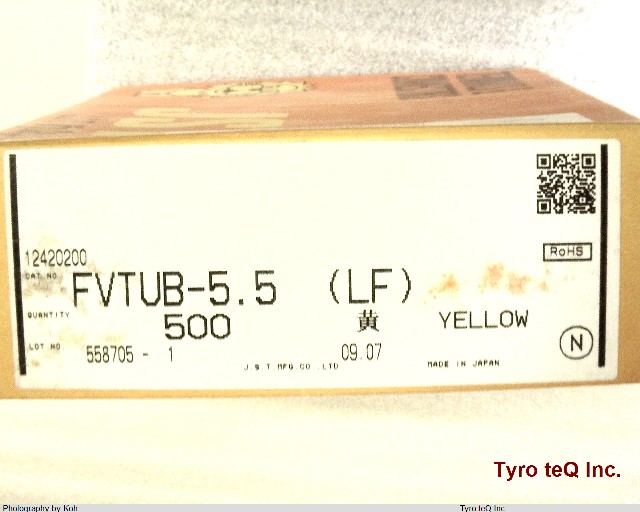 RoHS
12420200
CAT NO. FVTUB-5.5 (LF)
QUANTITY 500 黄 YELLOW
N
LOT NO. 558705 - 1 09.07
J.S.T MFG.CO.,LTD MADE IN JAPAN
Tyro teQ Inc.
Photography by Koh Tyro teQ Inc